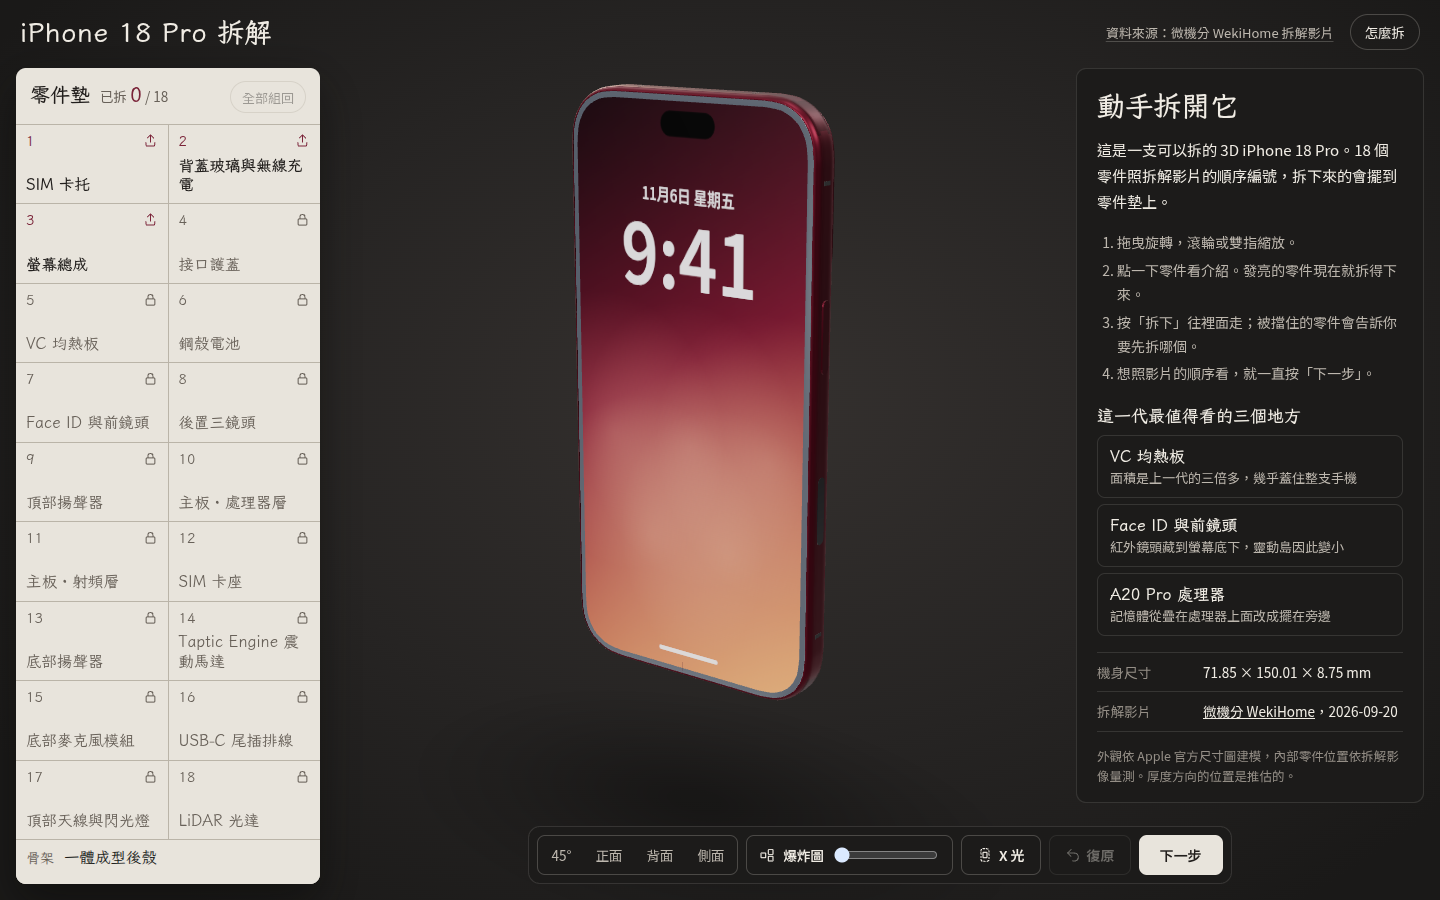 iPhone 18 Pro 拆解
資料來源：微機分 WekiHome 拆解影片
怎麼拆
零件墊 已拆 0 / 18
全部組回
1
SIM 卡托
2
背蓋玻璃與無線充
電
3
螢幕總成
4
接口護蓋
5
VC 均熱板
6
鋼殼電池
7
Face ID 與前鏡頭
8
後置三鏡頭
9
頂部揚聲器
10
主板・處理器層
11
主板・射頻層
12
SIM 卡座
13
底部揚聲器
14
Taptic Engine 震
動馬達
15
底部麥克風模組
16
USB-C 尾插排線
17
頂部天線與閃光燈
18
LiDAR 光達
骨架 一體成型後殼
11月6日 星期五
9:41
動手拆開它
這是一支可以拆的 3D iPhone 18 Pro。18 個
零件照拆解影片的順序編號，拆下來的會擺到
零件墊上。
1. 拖曳旋轉，滾輪或雙指縮放。
2. 點一下零件看介紹。發亮的零件現在就拆得下
來。
3. 按「拆下」往裡面走；被擋住的零件會告訴你
要先拆哪個。
4. 想照影片的順序看，就一直按「下一步」。
這一代最值得看的三個地方
VC 均熱板
面積是上一代的三倍多，幾乎蓋住整支手機
Face ID 與前鏡頭
紅外鏡頭藏到螢幕底下，靈動島因此變小
A20 Pro 處理器
記憶體從疊在處理器上面改成擺在旁邊
機身尺寸 71.85 × 150.01 × 8.75 mm
拆解影片 微機分 WekiHome，2026-09-20
外觀依 Apple 官方尺寸圖建模，內部零件位置依拆解影
像量測。厚度方向的位置是推估的。
45° 正面 背面 側面
爆炸圖
X 光
復原
下一步